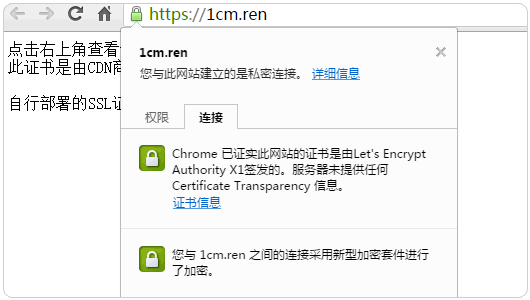 https://1cm.ren
点击右上角查看
此证书是由CDN商
自行部署的SSL证
1cm.ren
您与此网站建立的是私密连接。 详细信息
权限 连接
Chrome 已证实此网站的证书是由Let's Encrypt
Authority X1签发的。服务器未提供任何
Certificate Transparency 信息。
证书信息
您与 1cm.ren 之间的连接采用新型加密套件进行
了加密。